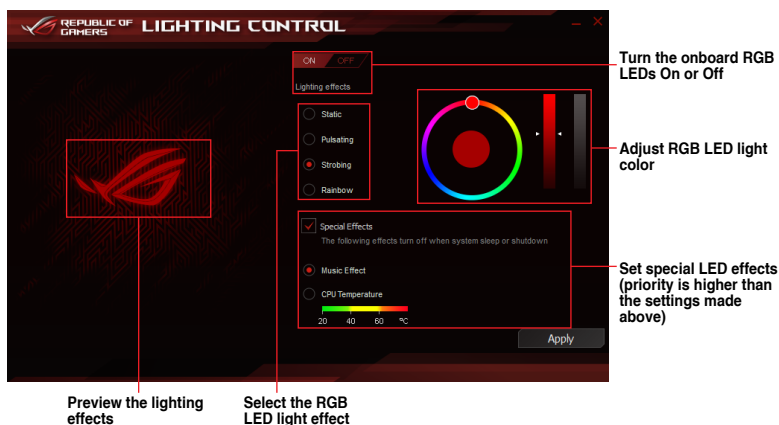 REPUBLIC OF
GAMERS
LIGHTING CONTROL
ON OFF
Lighting effects
Static
Pulsating
Strobing
Rainbow
Special Effects
The following effects turn off when system sleep or shutdown
Music Effect
CPU Temperature
20 40 60 ºC
Apply
Turn the onboard RGB
LEDs On or Off
Adjust RGB LED light
color
Set special LED effects
(priority is higher than
the settings made
above)
Preview the lighting
effects
Select the RGB
LED light effect